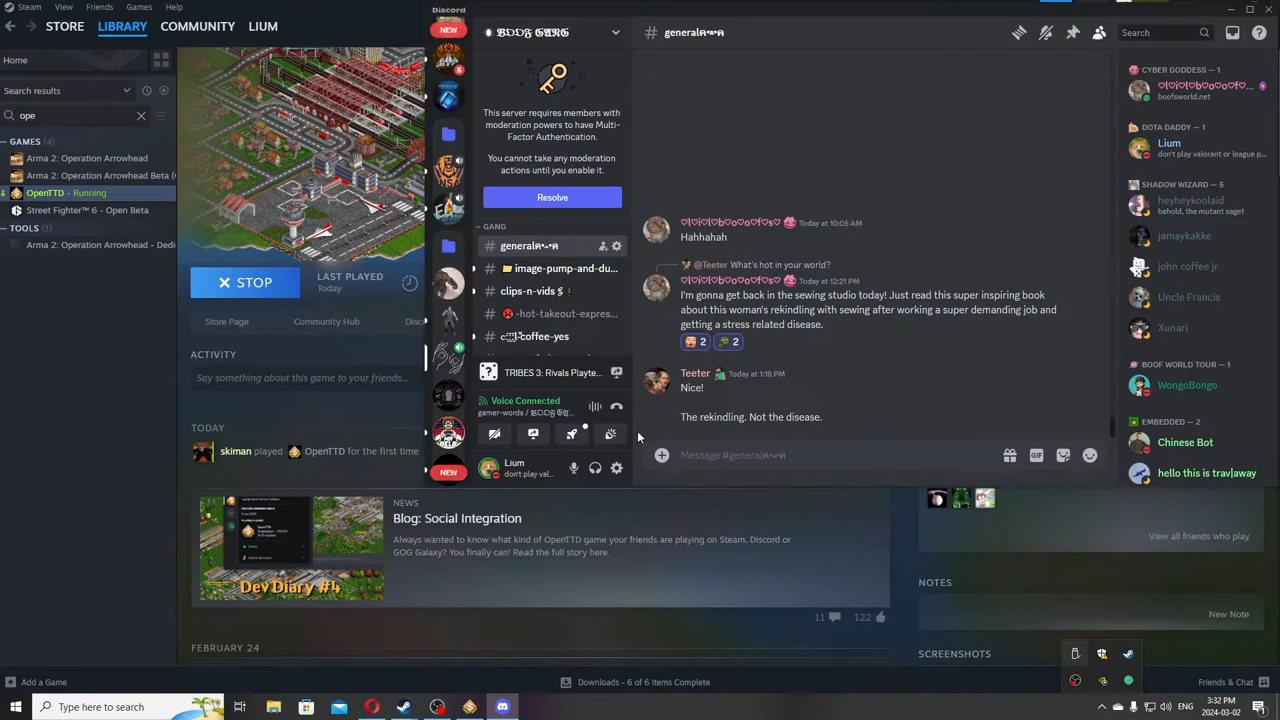 Steam View Friends Games Help
STORE LIBRARY COMMUNITY LIUM
Home
Search results
ope
GAMES (4)
Arma 2: Operation Arrowhead
Arma 2: Operation Arrowhead Beta (
OpenTTD - Running
Street Fighter™ 6 - Open Beta
TOOLS (1)
Arma 2: Operation Arrowhead - Dedi
STOP
LAST PLAYED
Today
Store Page Community Hub Disc
ACTIVITY
Say something about this game to your friends...
TODAY
skiman played OpenTTD for the first time
NEWS
Blog: Social Integration
Always wanted to know what kind of OpenTTD game your friends are playing on Steam, Discord or
GOG Galaxy? You finally can! Read the full story here.
Dev Diary #4
11 122
FEBRUARY 24
View all friends who play
NOTES
New Note
SCREENSHOTS
Add a Game
Downloads - 6 of 6 Items Complete
Friends & Chat
Discord
NEW
5
NEW
This server requires members with
moderation powers to have Multi-
Factor Authentication.
You cannot take any moderation
actions until you enable it.
Resolve
GANG
image-pump-and-du...
clips-n-vids
-hot-takeout-expres...
coffee-yes
TRIBES 3: Rivals Playte...
Voice Connected
Lium
don't play val...
Search
Today at 10:05 AM
Hahhahah
@Teeter What's hot in your world?
Today at 12:21 PM
I'm gonna get back in the sewing studio today! Just read this super inspiring book
about this woman's rekindling with sewing after working a super demanding job and
getting a stress related disease.
2 2
Teeter Today at 1:18 PM
Nice!
The rekindling. Not the disease.
GIF
CYBER GODDESS — 1
boofsworld.net
DOTA DADDY — 1
Lium
don't play valorant or league p...
SHADOW WIZARD — 5
heyheykoolaid
behold, the mutant saget
jamaykakke
john coffee jr
Uncle Francis
Xunari
BOOF WORLD TOUR — 1
WongoBongo
EMBEDDED — 2
Chinese Bot
hello this is trav|away
Type here to search
3:32 PM
2024-03-02